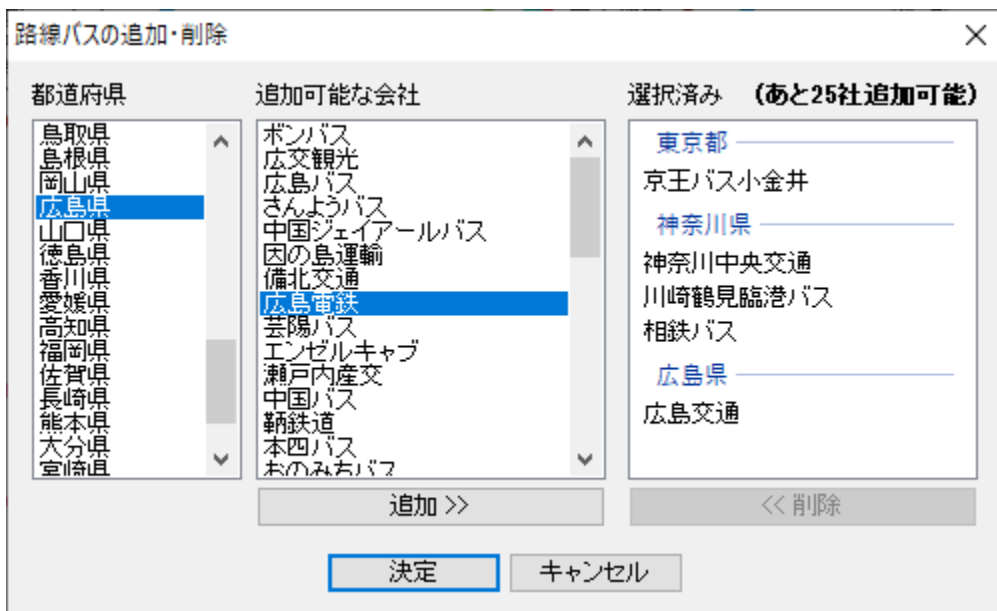 路線バスの追加・削除
都道府県
鳥取県
島根県
岡山県
広島県
山口県
徳島県
香川県
愛媛県
高知県
福岡県
佐賀県
長崎県
熊本県
大分県
宮崎県
追加可能な会社
ボンバス
広交観光
広島バス
さんようバス
中国ジェイアールバス
因の島運輸
備北交通
広島電鉄
芸陽バス
エンゼルキャブ
瀬戸内産交
中国バス
鞆鉄道
本四バス
おのみちバス
追加 >>
選択済み (あと25社追加可能)
東京都
京王バス小金井
神奈川県
神奈川中央交通
川崎鶴見臨港バス
相鉄バス
広島県
広島交通
<< 削除
決定
キャンセル